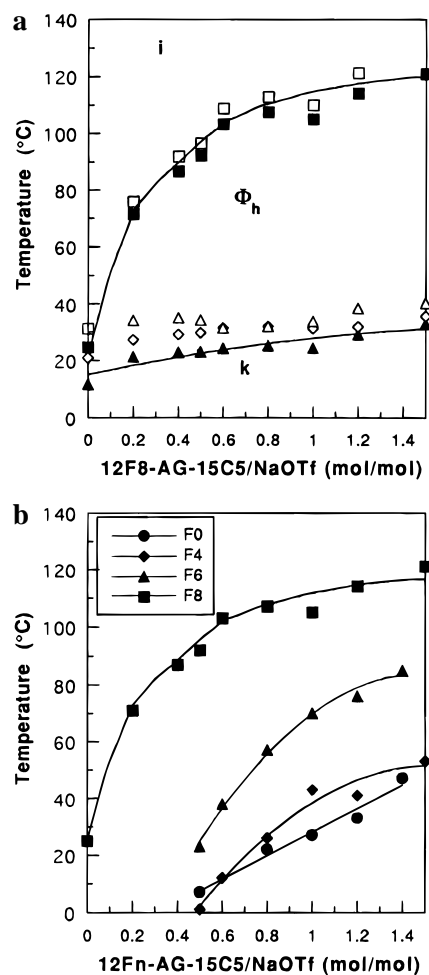 a
i
Φh
k
140
120
100
80
60
40
20
0
Temperature (°C)
0 0.2 0.4 0.6 0.8 1 1.2 1.4
12F8-AG-15C5/NaOTf (mol/mol)
b
F0
F4
F6
F8
140
120
100
80
60
40
20
0
Temperature (°C)
0 0.2 0.4 0.6 0.8 1 1.2 1.4
12Fn-AG-15C5/NaOTf (mol/mol)